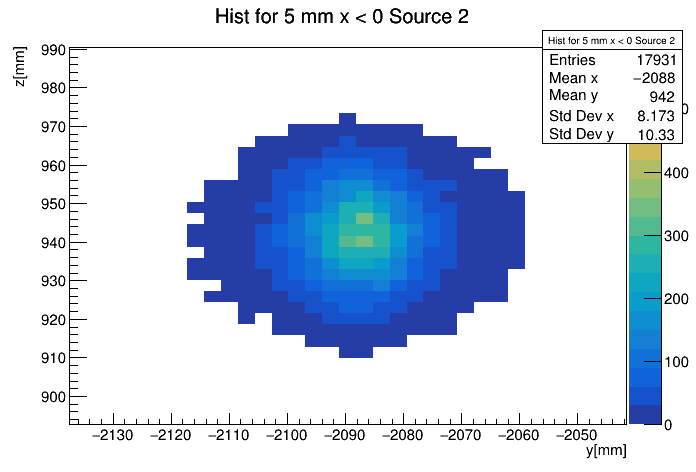 Hist for 5 mm x < 0 Source 2
z[mm]
990
980
970
960
950
940
930
920
910
900
−2130
−2120
−2110
−2100
−2090
−2080
−2070
−2060
−2050
y[mm]
Hist for 5 mm x < 0 Source 2
Entries 17931
Mean x −2088
Mean y 942
Std Dev x 8.173
Std Dev y 10.33
0
400
300
200
100
0